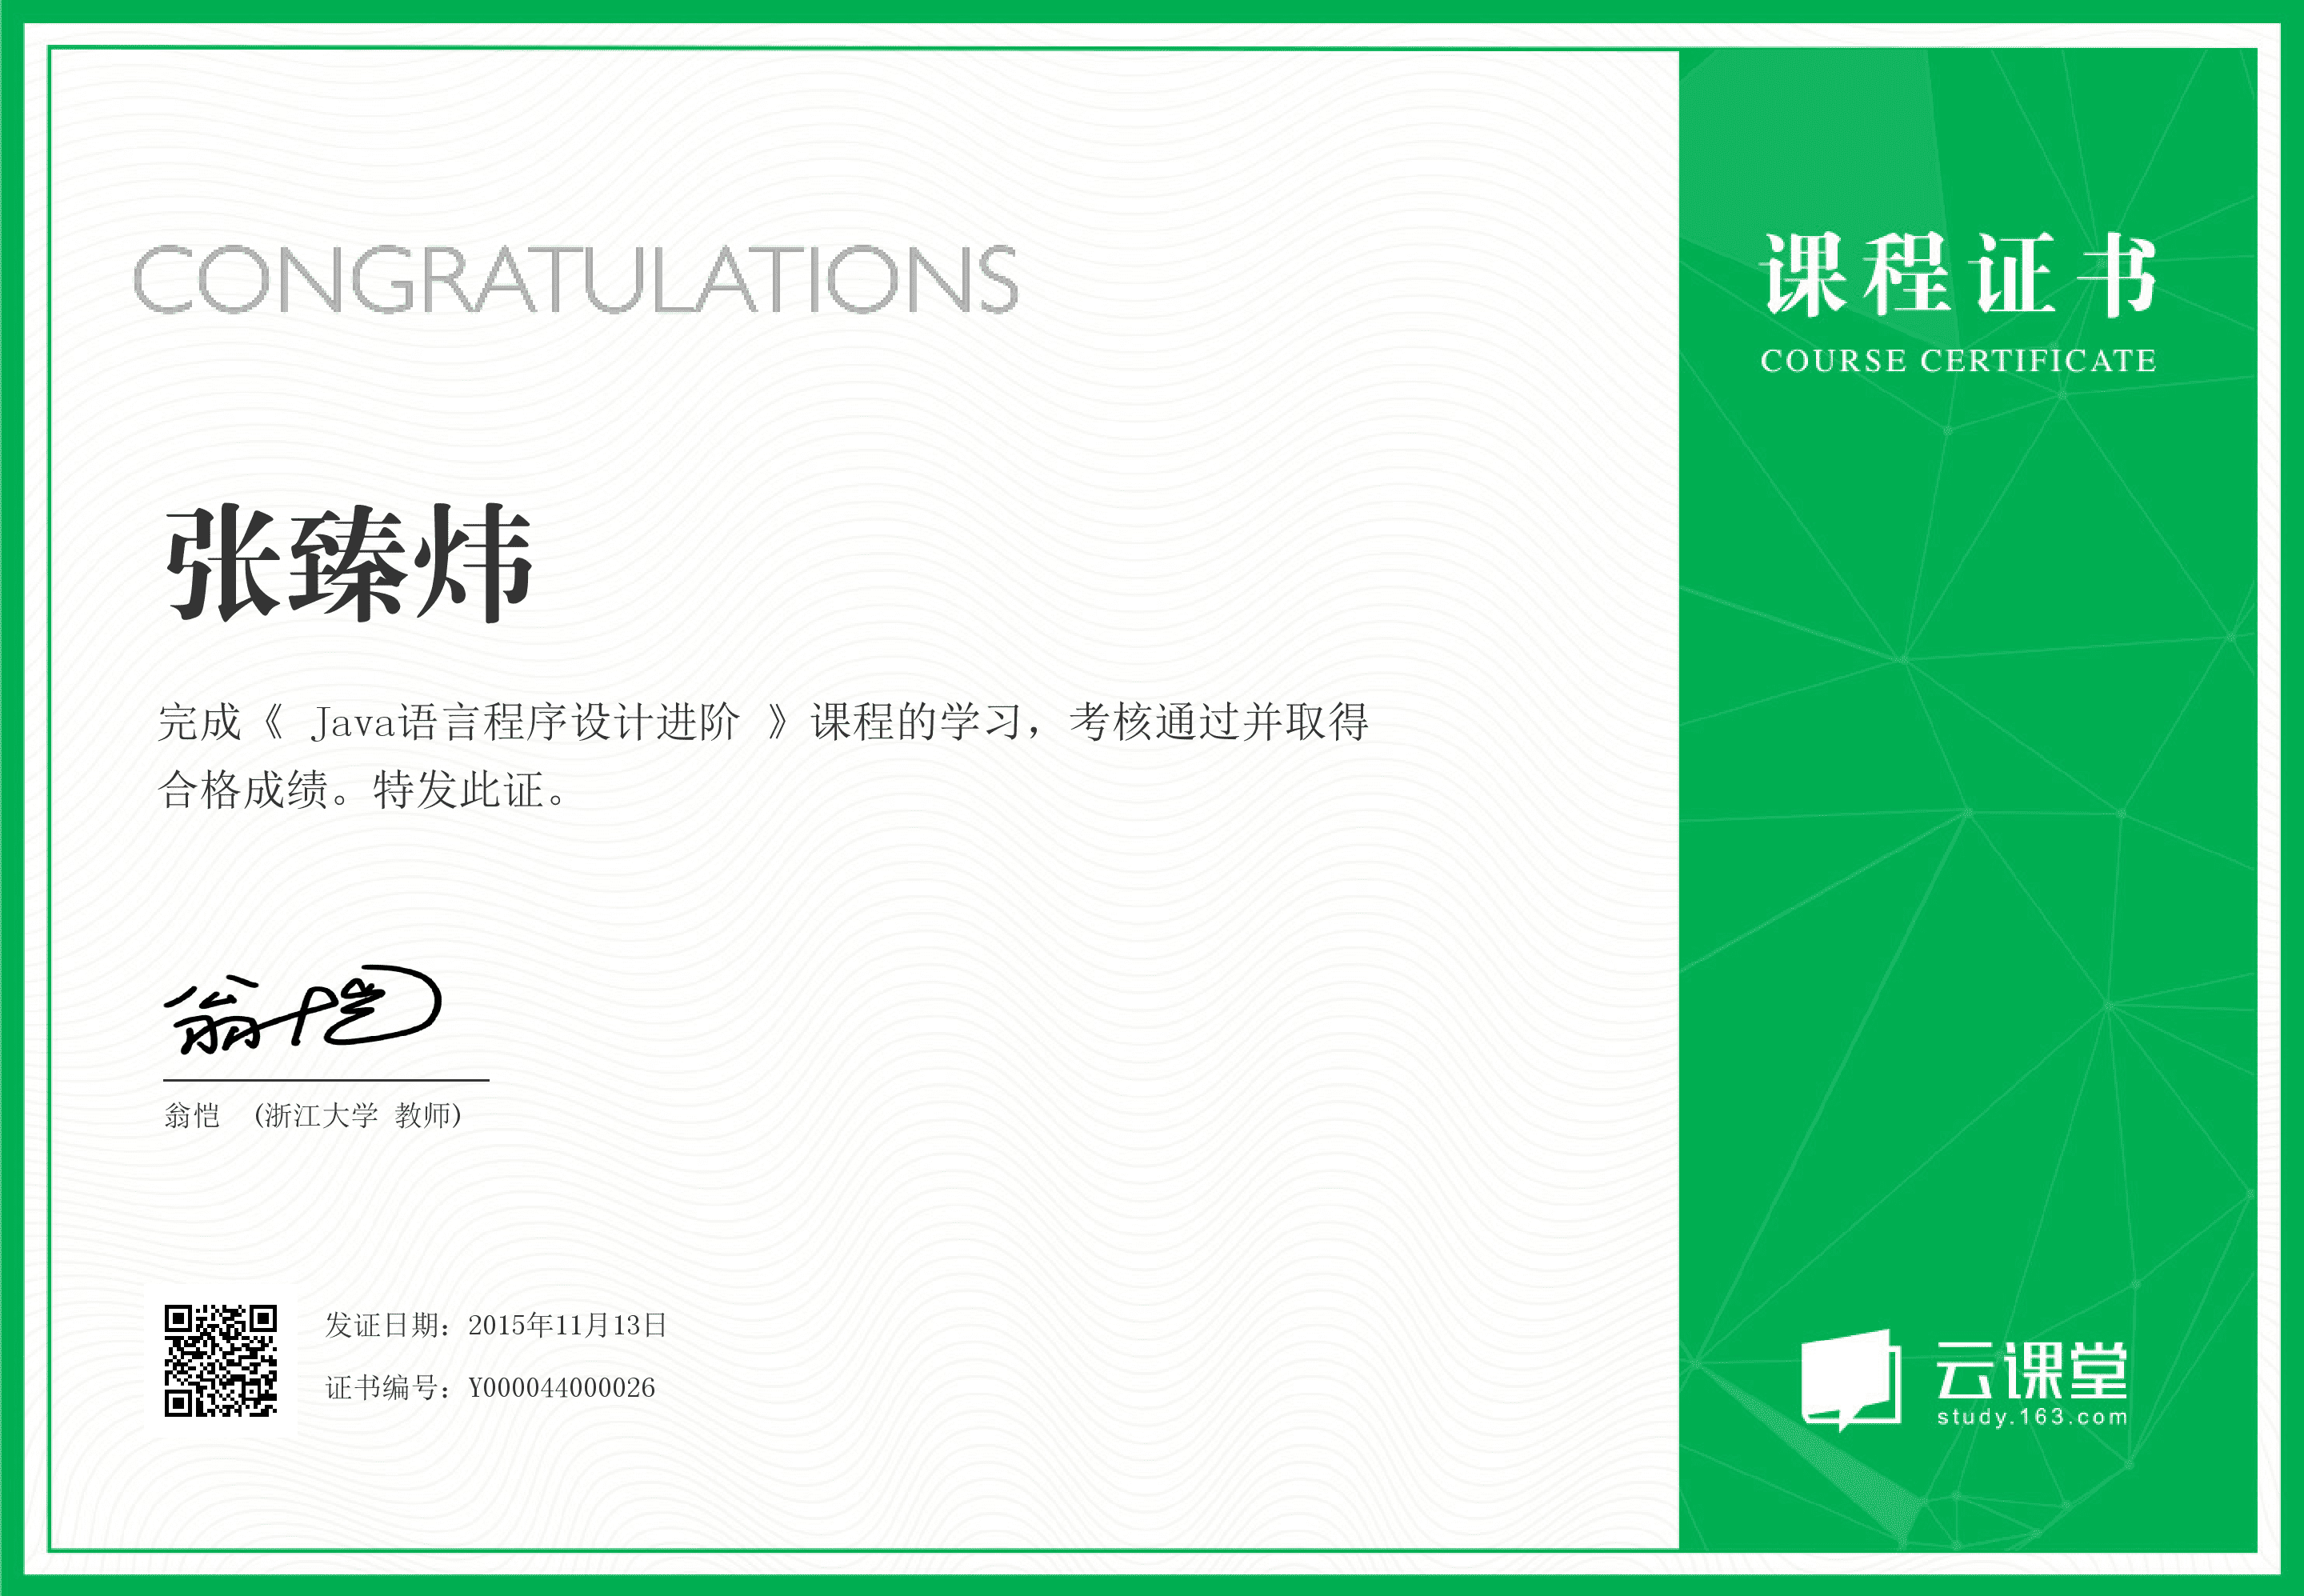 CONGRATULATIONS
课程证书
COURSE CERTIFICATE
张臻炜
完成《 Java语言程序设计进阶 》课程的学习，考核通过并取得
合格成绩。特发此证。
翁恺
翁恺 (浙江大学 教师)
发证日期：2015年11月13日
证书编号：Y000044000026
云课堂
study.163.com